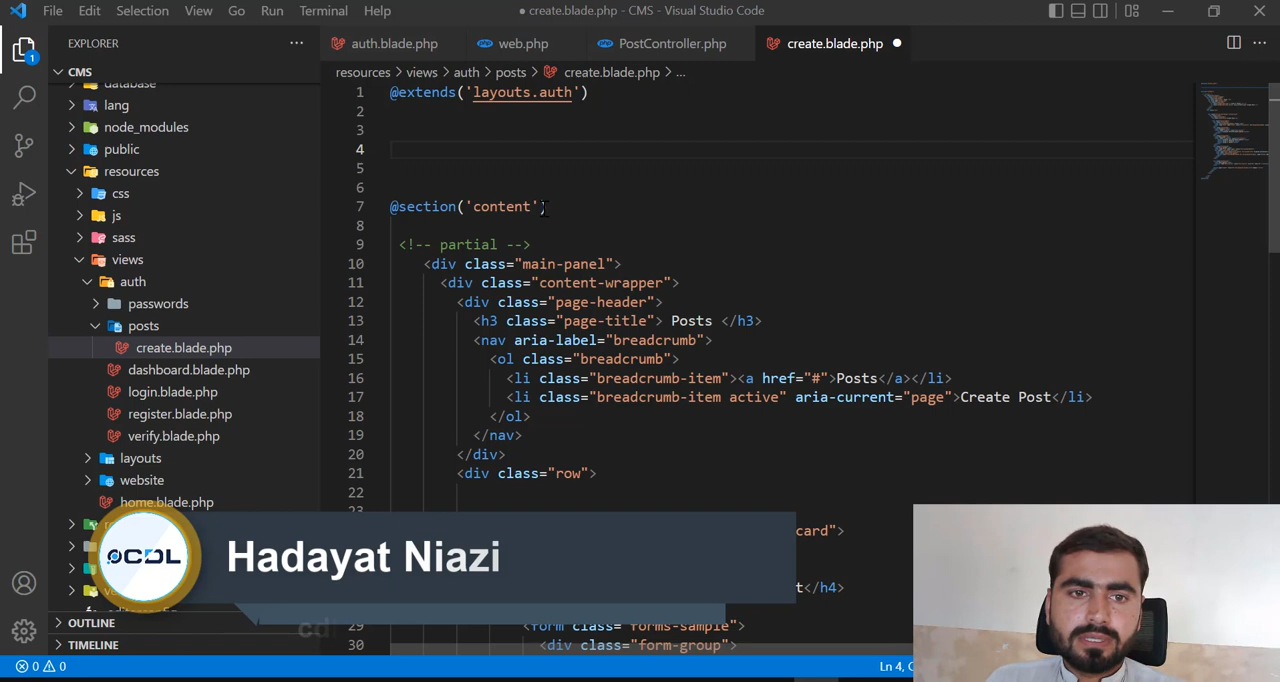 File Edit Selection View Go Run Terminal Help
● create.blade.php - CMS - Visual Studio Code
EXPLORER
auth.blade.php
web.php
PostController.php
create.blade.php
CMS
resources > views > auth > posts > create.blade.php > ...
database
lang
node_modules
public
resources
css
js
sass
views
auth
passwords
posts
create.blade.php
dashboard.blade.php
login.blade.php
register.blade.php
verify.blade.php
layouts
website
home.blade.php
OUTLINE
TIMELINE
1
1 @extends('layouts.auth')
2
3
4
5
6
7 @section('content')
8
9 <!-- partial -->
10 <div class="main-panel">
11 <div class="content-wrapper">
12 <div class="page-header">
13 <h3 class="page-title"> Posts </h3>
14 <nav aria-label="breadcrumb">
15 <ol class="breadcrumb">
16 <li class="breadcrumb-item"><a href="#">Posts</a></li>
17 <li class="breadcrumb-item active" aria-current="page">Create Post</li>
18 </ol>
19 </nav>
20 </div>
21 <div class="row">
22
card">
</h4>
29 <form class="forms-sample">
30 <div class="form-group">
CDL
Hadayat Niazi
cd
0 0
Ln 4,